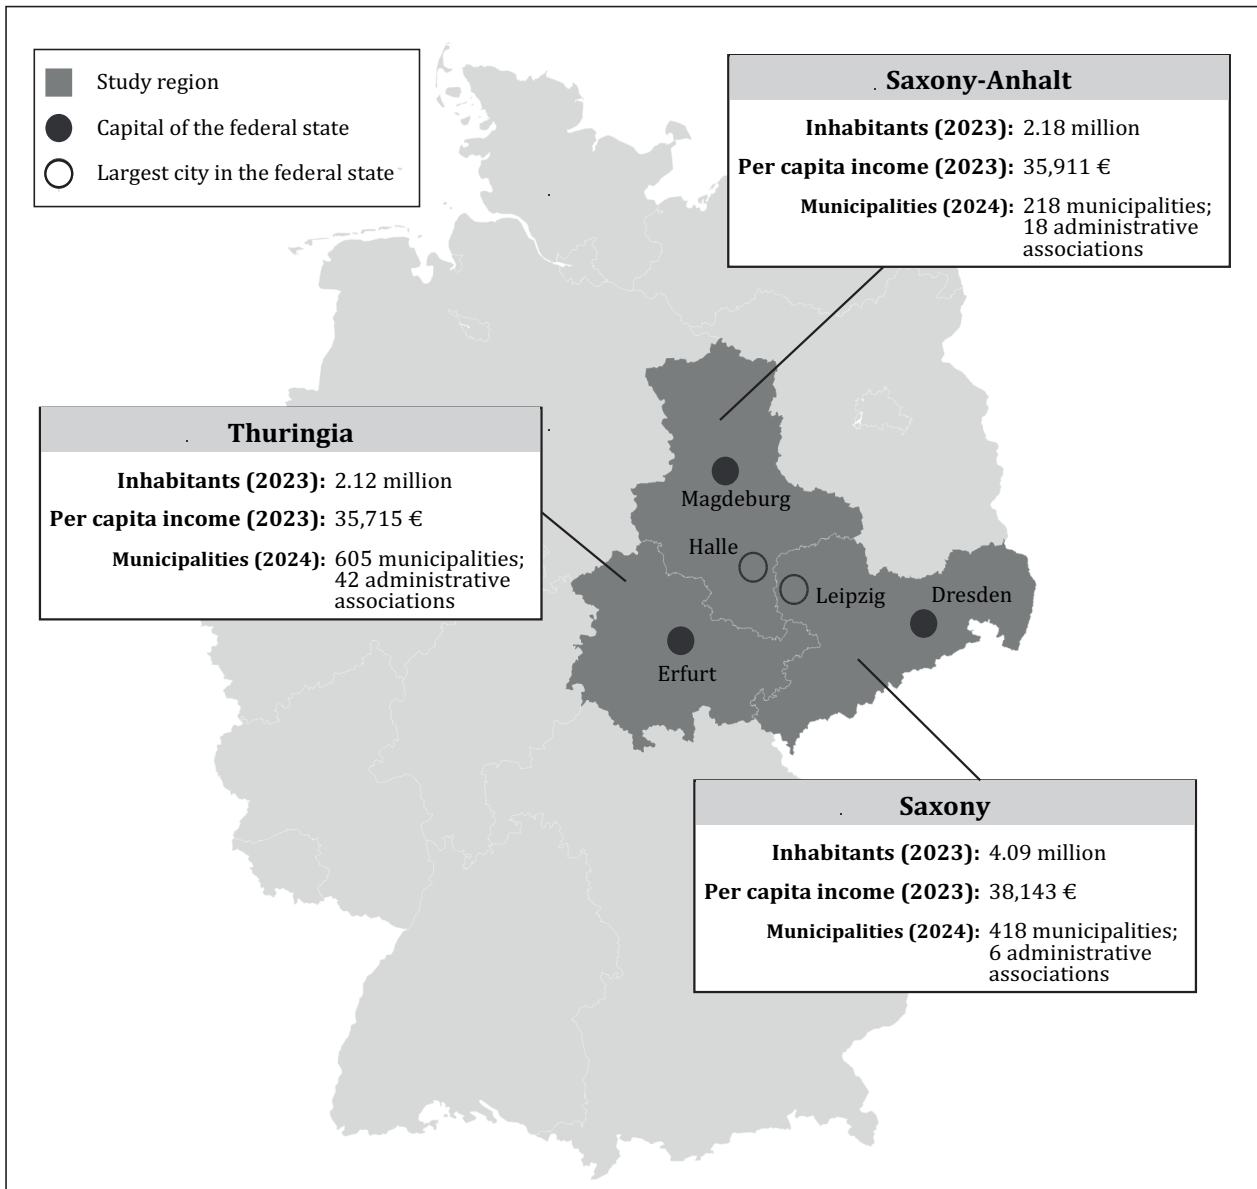 Study region
Capital of the federal state
Largest city in the federal state
Saxony-Anhalt
Inhabitants (2023): 2.18 million
Per capita income (2023): 35,911 €
Municipalities (2024): 218 municipalities;
18 administrative
associations
Thuringia
Inhabitants (2023): 2.12 million
Per capita income (2023): 35,715 €
Municipalities (2024): 605 municipalities;
42 administrative
associations
Magdeburg
Halle
Leipzig
Dresden
Erfurt
Saxony
Inhabitants (2023): 4.09 million
Per capita income (2023): 38,143 €
Municipalities (2024): 418 municipalities;
6 administrative
associations